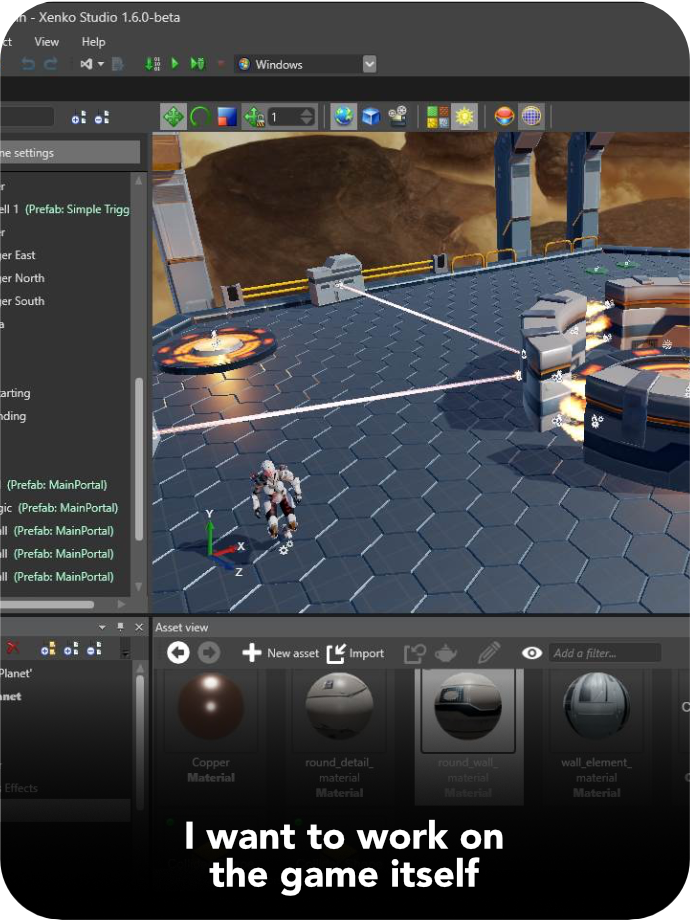 - Xenko Studio 1.6.0-beta
View Help
Windows
1
ne settings
ell 1 (Prefab: Simple Trigg
er East
er North
er South
arting
nding
(Prefab: MainPortal)
gic (Prefab: MainPortal)
all (Prefab: MainPortal)
all (Prefab: MainPortal)
all (Prefab: MainPortal)
Y
X
Z
Asset view
New asset Import Add a filter...
Planet'
anet
Effects
Copper
Material
round_detail_
material
Material
round_wall_
material
Material
wall_element_
material
Material
I want to work on
the game itself